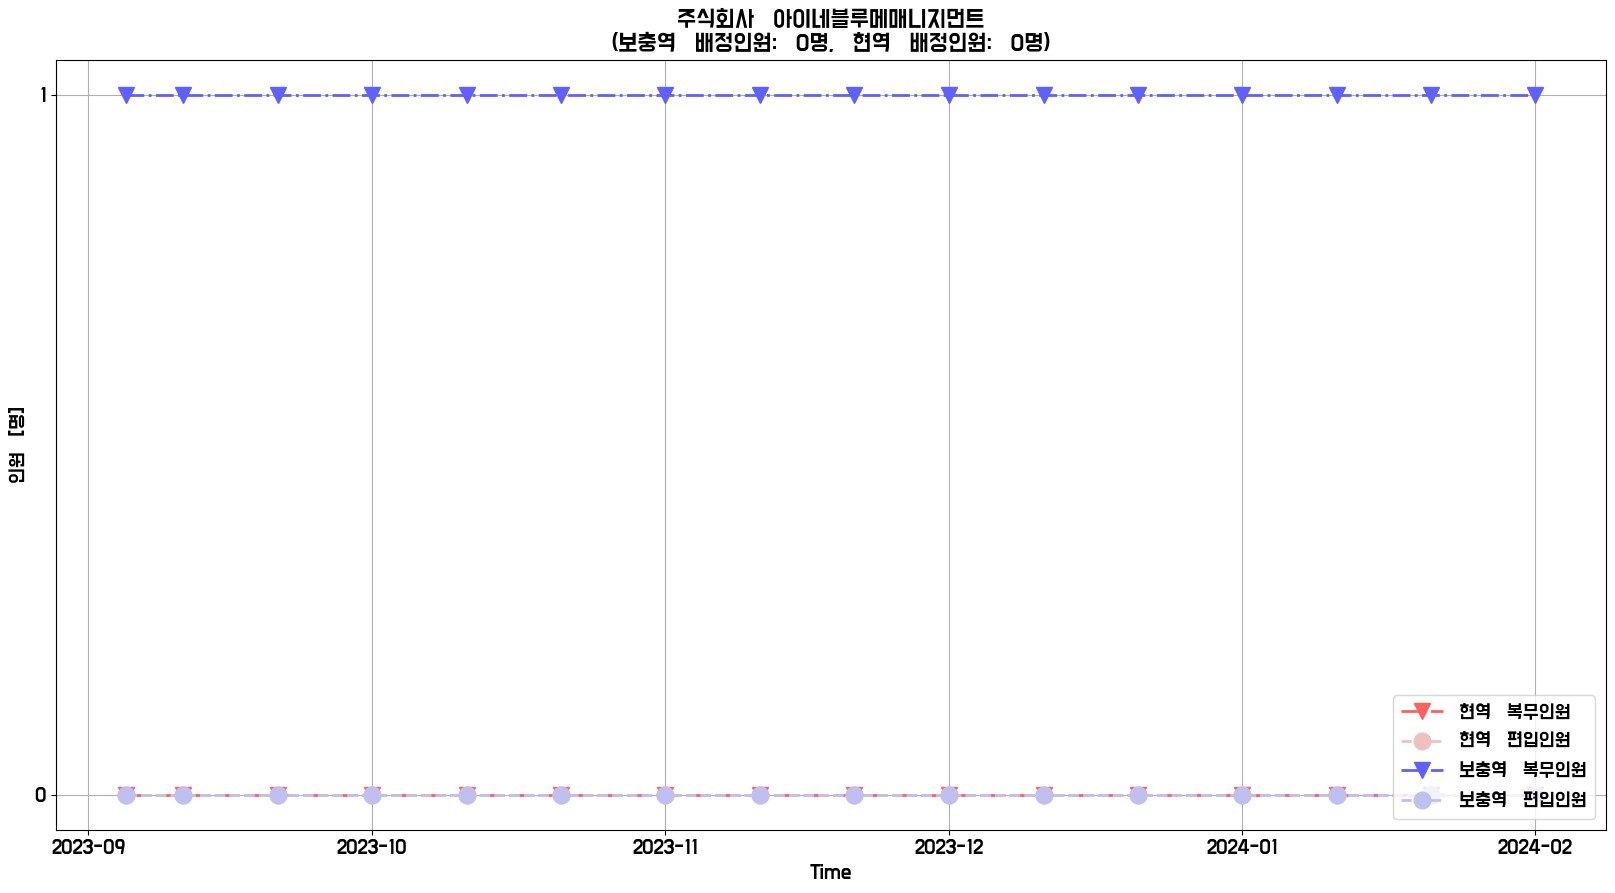 주식회사 아이네블루메매니지먼트
(보충역 배정인원: 0명, 현역 배정인원: 0명)
1
0
인원 [명]
2023-09 2023-10 2023-11 2023-12 2024-01 2024-02
Time
현역 복무인원
현역 편입인원
보충역 복무인원
보충역 편입인원